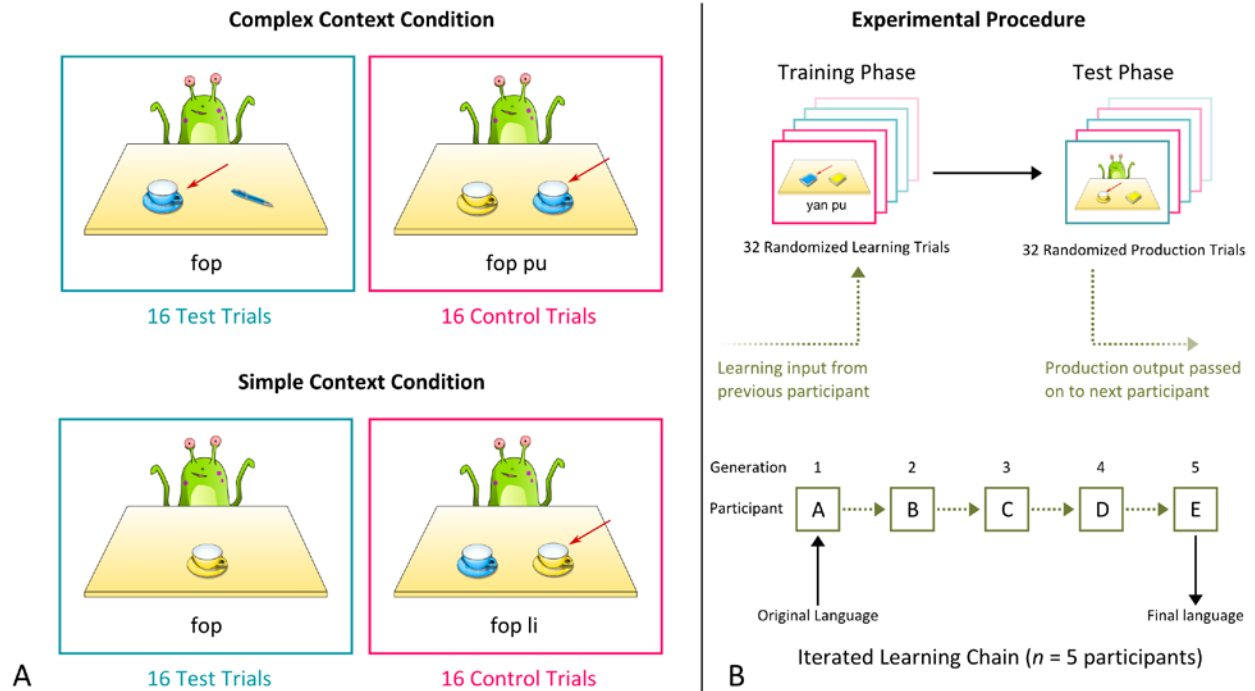 Complex Context Condition
fop
fop pu
16 Test Trials
16 Control Trials
Simple Context Condition
fop
fop li
A
16 Test Trials
16 Control Trials
Experimental Procedure
Training Phase
Test Phase
yan pu
32 Randomized Learning Trials
32 Randomized Production Trials
Learning input from
previous participant
Production output passed
on to next participant
Generation 1 2 3 4 5
Participant A B C D E
Original Language
Final language
B
Iterated Learning Chain (n = 5 participants)